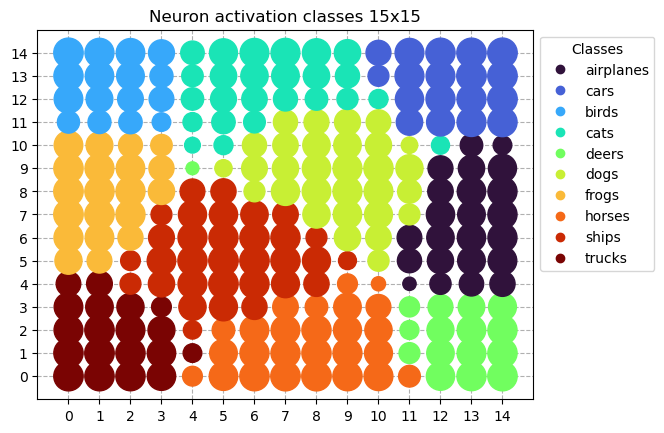 Neuron activation classes 15x15
14
13
12
11
10
9
8
7
6
5
4
3
2
1
0
0 1 2 3 4 5 6 7 8 9 10 11 12 13 14
Classes
airplanes
cars
birds
cats
deers
dogs
frogs
horses
ships
trucks